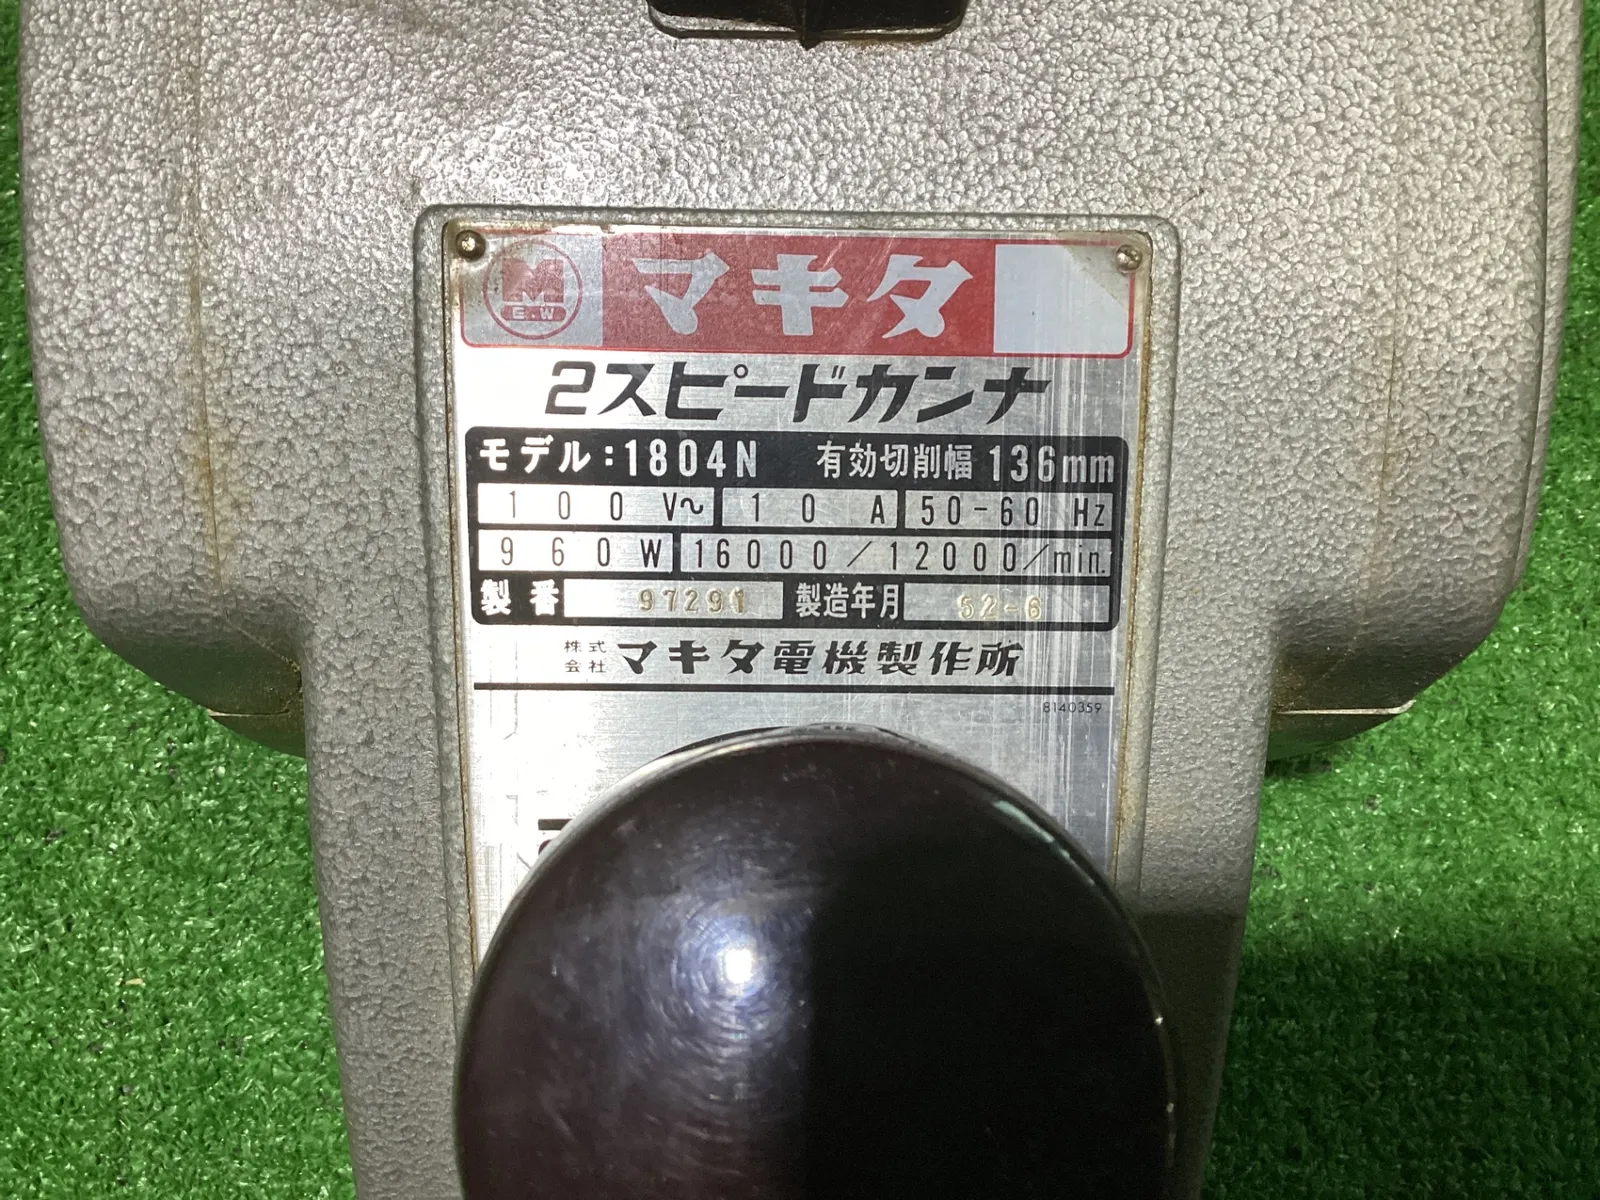 M
M
E.W
マキタ
2スピードカンナ
モデル:1804N 有効切削幅 136mm
100V~ 10A 50-60Hz
960W 16000/12000/min.
製番 97291 製造年月 52-6
株式会社 マキタ電機製作所
8140359